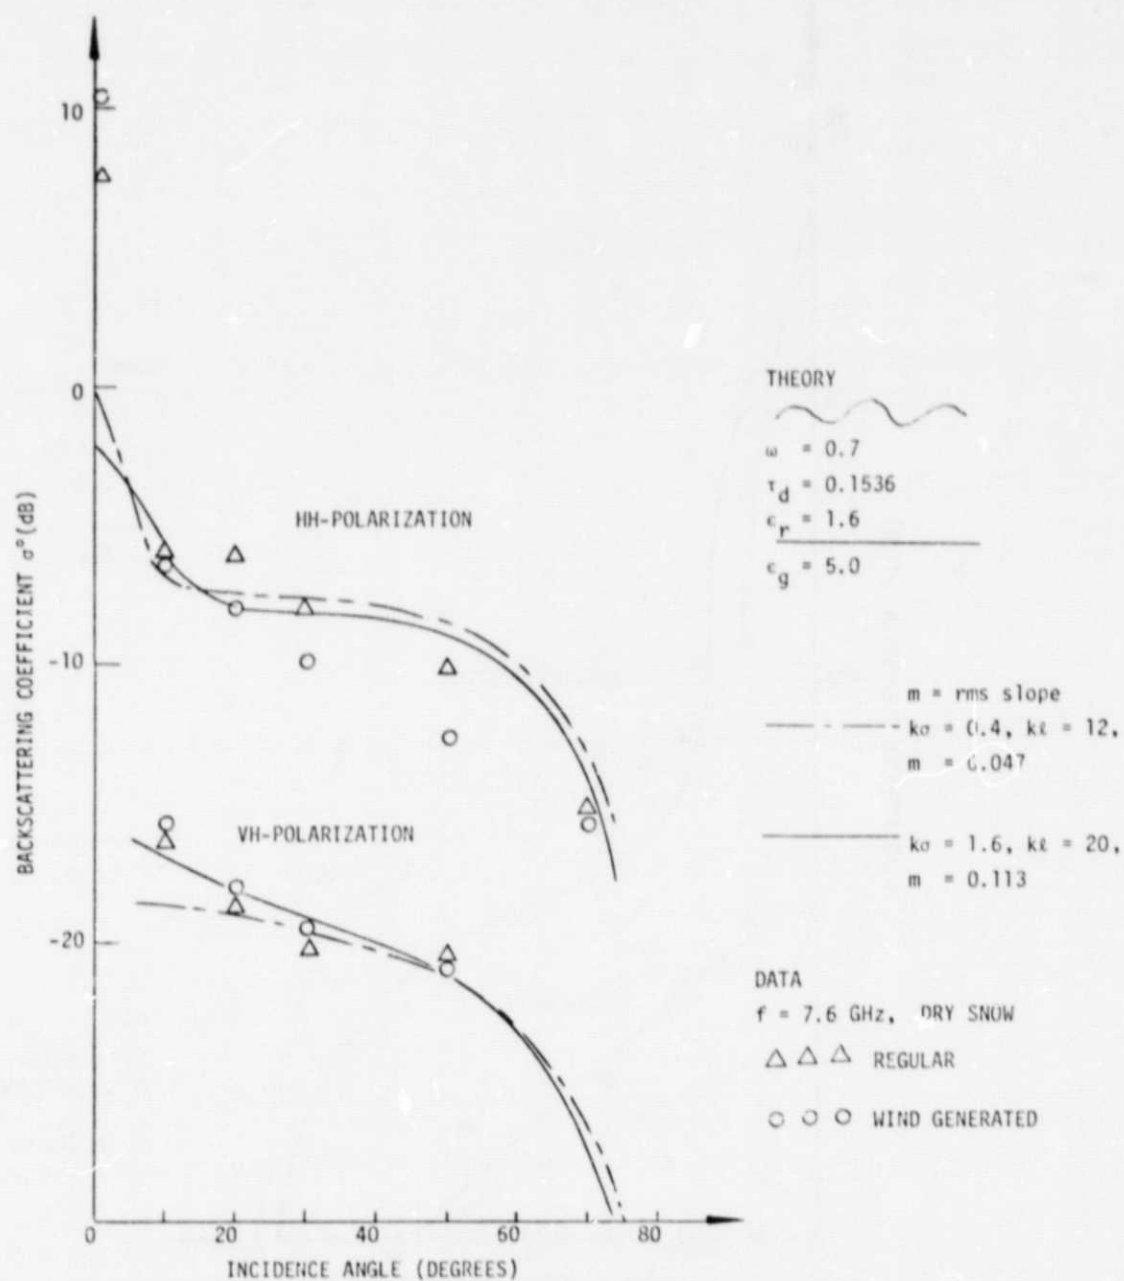 10
0
-10
-20
BACKSCATTERING COEFFICIENT σ°(dB)
HH-POLARIZATION
VH-POLARIZATION
0
20
40
60
80
INCIDENCE ANGLE (DEGREES)
THEORY
ω = 0.7
τd = 0.1536
εr = 1.6
εg = 5.0
m = rms slope
kσ = 0.4, kℓ = 12,
m = 0.047
kσ = 1.6, kℓ = 20,
m = 0.113
DATA
f = 7.6 GHz, DRY SNOW
REGULAR
WIND GENERATED